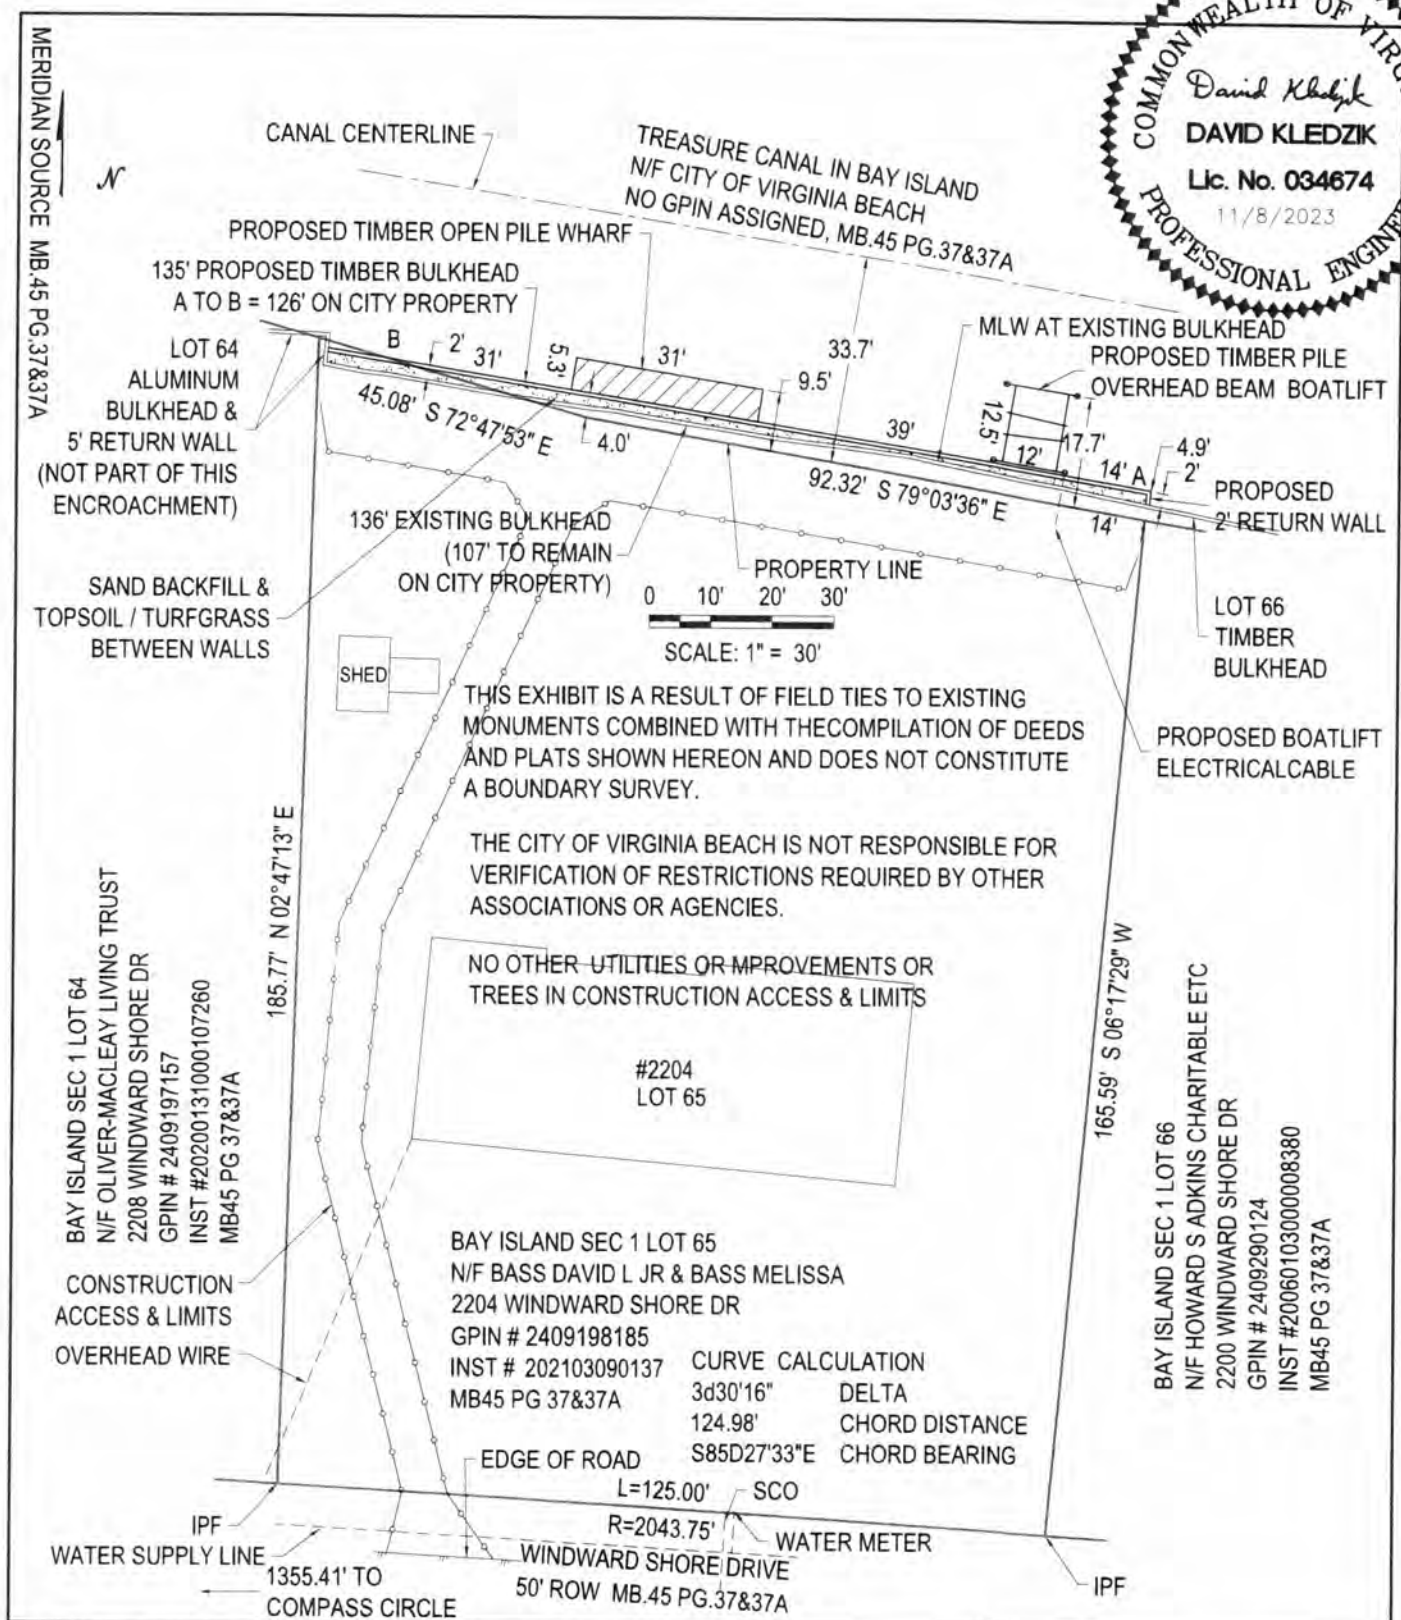 MERIDIAN SOURCE MB.45 PG.37&37A
N
COMMONWEALTH OF
David Kledzik
DAVID KLEDZIK
Lic. No. 034674
11/8/2023
PROFESSIONAL
CANAL CENTERLINE
TREASURE CANAL IN BAY ISLAND
N/F CITY OF VIRGINIA BEACH
NO GPIN ASSIGNED, MB.45 PG.37&37A
PROPOSED TIMBER OPEN PILE WHARF
135' PROPOSED TIMBER BULKHEAD
A TO B = 126' ON CITY PROPERTY
LOT 64
ALUMINUM
BULKHEAD &
5' RETURN WALL
(NOT PART OF THIS
ENCROACHMENT)
B
2'
31'
5.3'
31'
33.7'
9.5'
MLW AT EXISTING BULKHEAD
PROPOSED TIMBER PILE
OVERHEAD BEAM BOATLIFT
12.5'
12'
17.7'
39'
14'
A
4.9'
2'
PROPOSED
2' RETURN WALL
45.08' S 72°47'53" E
4.0'
92.32' S 79°03'36" E
14'
136' EXISTING BULKHEAD
(107' TO REMAIN
ON CITY PROPERTY)
PROPERTY LINE
SAND BACKFILL &
TOPSOIL / TURFGRASS
BETWEEN WALLS
0 10' 20' 30'
SCALE: 1" = 30'
LOT 66
TIMBER
BULKHEAD
SHED
THIS EXHIBIT IS A RESULT OF FIELD TIES TO EXISTING
MONUMENTS COMBINED WITH THECOMPILATION OF DEEDS
AND PLATS SHOWN HEREON AND DOES NOT CONSTITUTE
A BOUNDARY SURVEY.
PROPOSED BOATLIFT
ELECTRICALCABLE
THE CITY OF VIRGINIA BEACH IS NOT RESPONSIBLE FOR
VERIFICATION OF RESTRICTIONS REQUIRED BY OTHER
ASSOCIATIONS OR AGENCIES.
NO OTHER UTILITIES OR MPROVEMENTS OR
TREES IN CONSTRUCTION ACCESS & LIMITS
#2204
LOT 65
185.77' N 02°47'13" E
165.59' S 06°17'29" W
BAY ISLAND SEC 1 LOT 64
N/F OLIVER-MACLEAY LIVING TRUST
2208 WINDWARD SHORE DR
GPIN # 2409197157
INST #20200131000107260
MB45 PG 37&37A
BAY ISLAND SEC 1 LOT 66
N/F HOWARD S ADKINS CHARITABLE ETC
2200 WINDWARD SHORE DR
GPIN # 2409290124
INST #20060103000008380
MB45 PG 37&37A
CONSTRUCTION
ACCESS & LIMITS
OVERHEAD WIRE
BAY ISLAND SEC 1 LOT 65
N/F BASS DAVID L JR & BASS MELISSA
2204 WINDWARD SHORE DR
GPIN # 2409198185
INST # 202103090137
MB45 PG 37&37A
CURVE CALCULATION
3d30'16" DELTA
124.98' CHORD DISTANCE
S85D27'33"E CHORD BEARING
EDGE OF ROAD
L=125.00'
SCO
IPF
R=2043.75'
WATER METER
WATER SUPPLY LINE
WINDWARD SHORE DRIVE
50' ROW MB.45 PG.37&37A
IPF
1355.41' TO
COMPASS CIRCLE